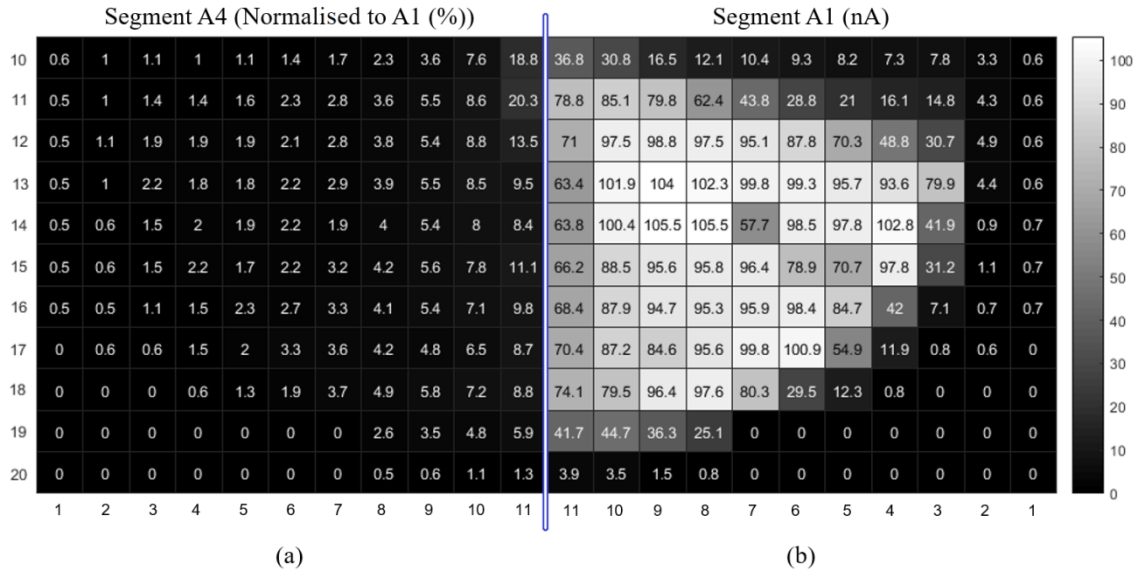 Segment A4 (Normalised to A1 (%)) Segment A1 (nA)
10 0.6 1 1.1 1 1.1 1.4 1.7 2.3 3.6 7.6 18.8 36.8 30.8 16.5 12.1 10.4 9.3 8.2 7.3 7.8 3.3 0.6
11 0.5 1 1.4 1.4 1.6 2.3 2.8 3.6 5.5 8.6 20.3 78.8 85.1 79.8 62.4 43.8 28.8 21 16.1 14.8 4.3 0.6
12 0.5 1.1 1.9 1.9 1.9 2.1 2.8 3.8 5.4 8.8 13.5 71 97.5 98.8 97.5 95.1 87.8 70.3 48.8 30.7 4.9 0.6
13 0.5 1 2.2 1.8 1.8 2.2 2.9 3.9 5.5 8.5 9.5 63.4 101.9 104 102.3 99.8 99.3 95.7 93.6 79.9 4.4 0.6
14 0.5 0.6 1.5 2 1.9 2.2 1.9 4 5.4 8 8.4 63.8 100.4 105.5 105.5 57.7 98.5 97.8 102.8 41.9 0.9 0.7
15 0.5 0.6 1.5 2.2 1.7 2.2 3.2 4.2 5.6 7.8 11.1 66.2 88.5 95.6 95.8 96.4 78.9 70.7 97.8 31.2 1.1 0.7
16 0.5 0.5 1.1 1.5 2.3 2.7 3.3 4.1 5.4 7.1 9.8 68.4 87.9 94.7 95.3 95.9 98.4 84.7 42 7.1 0.7 0.7
17 0 0.6 0.6 1.5 2 3.3 3.6 4.2 4.8 6.5 8.7 70.4 87.2 84.6 95.6 99.8 100.9 54.9 11.9 0.8 0.6 0
18 0 0 0 0.6 1.3 1.9 3.7 4.9 5.8 7.2 8.8 74.1 79.5 96.4 97.6 80.3 29.5 12.3 0.8 0 0 0
19 0 0 0 0 0 0 0 2.6 3.5 4.8 5.9 41.7 44.7 36.3 25.1 0 0 0 0 0 0 0
20 0 0 0 0 0 0 0 0.5 0.6 1.1 1.3 3.9 3.5 1.5 0.8 0 0 0 0 0 0 0
1 2 3 4 5 6 7 8 9 10 11 11 10 9 8 7 6 5 4 3 2 1
100
90
80
70
60
50
40
30
20
10
0
(a) (b)